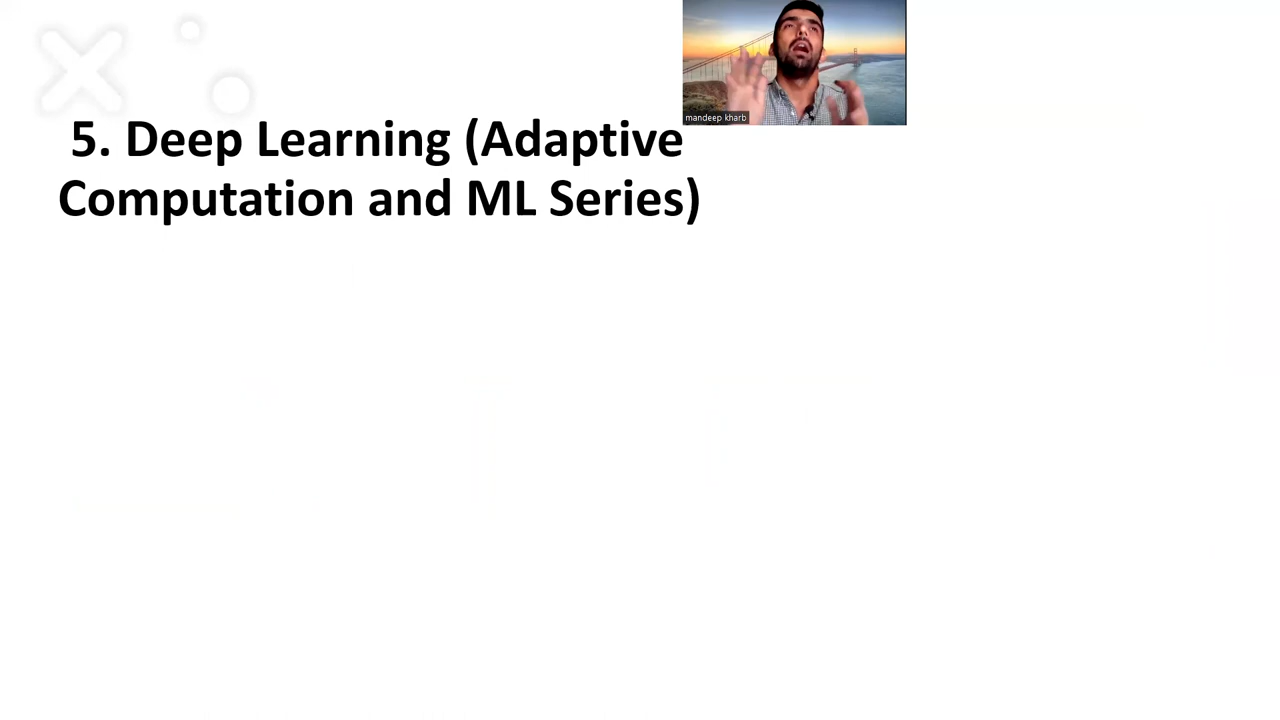 mandeep kharb
5. Deep Learning (Adaptive
Computation and ML Series)